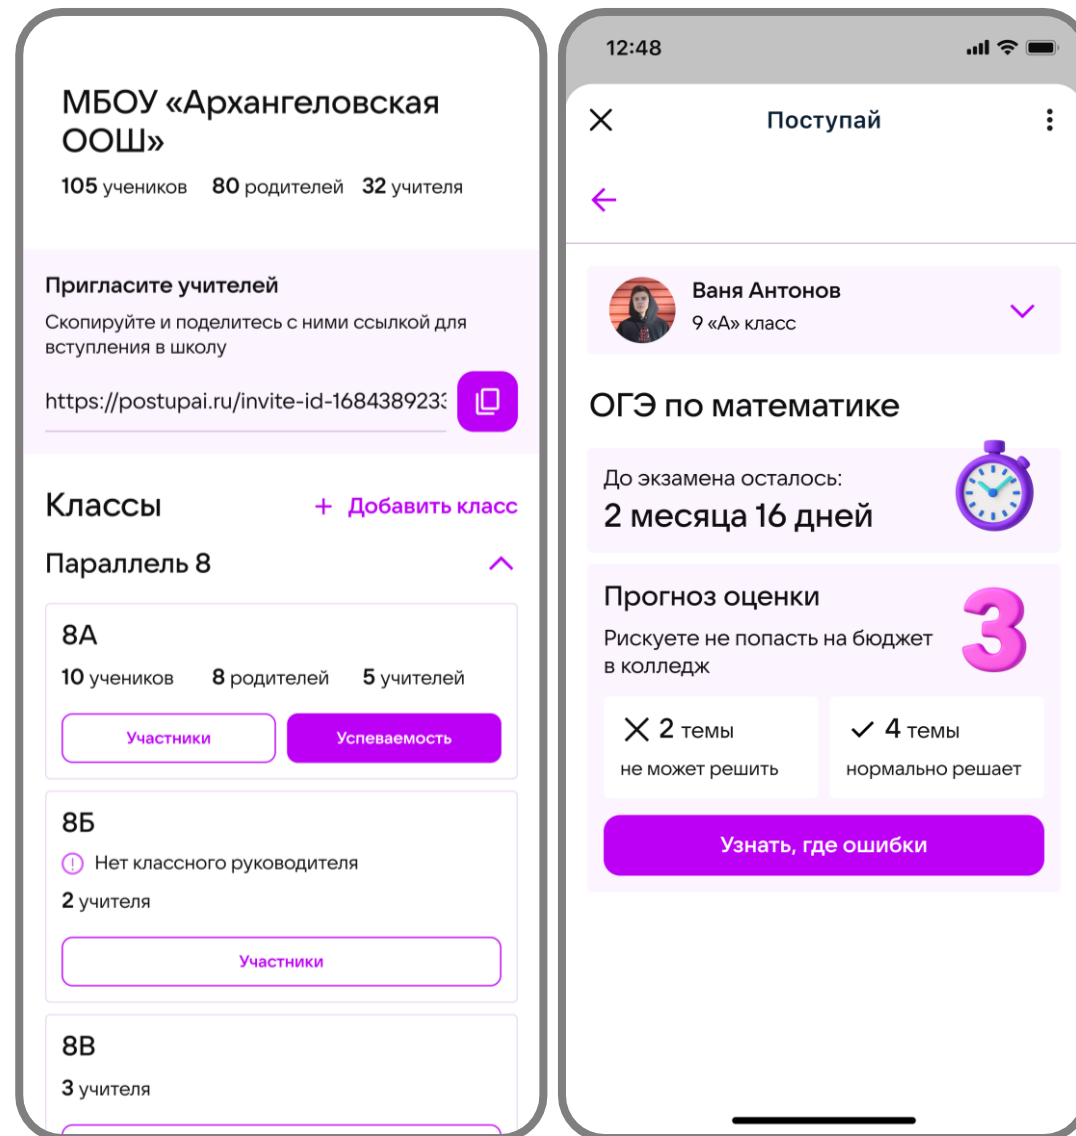 МБОУ «Архангеловская
ООШ»
105 учеников 80 родителей 32 учителя
Пригласите учителей
Скопируйте и поделитесь с ними ссылкой для
вступления в школу
https://postupai.ru/invite-id-1684389233
Классы + Добавить класс
Параллель 8
8А
10 учеников 8 родителей 5 учителей
Участники Успеваемость
8Б
Нет классного руководителя
2 учителя
Участники
8В
3 учителя
12:48
Поступай
Ваня Антонов
9 «А» класс
ОГЭ по математике
До экзамена осталось:
2 месяца 16 дней
Прогноз оценки
3
Рискуете не попасть на бюджет
в колледж
2 темы
не может решить
4 темы
нормально решает
Узнать, где ошибки